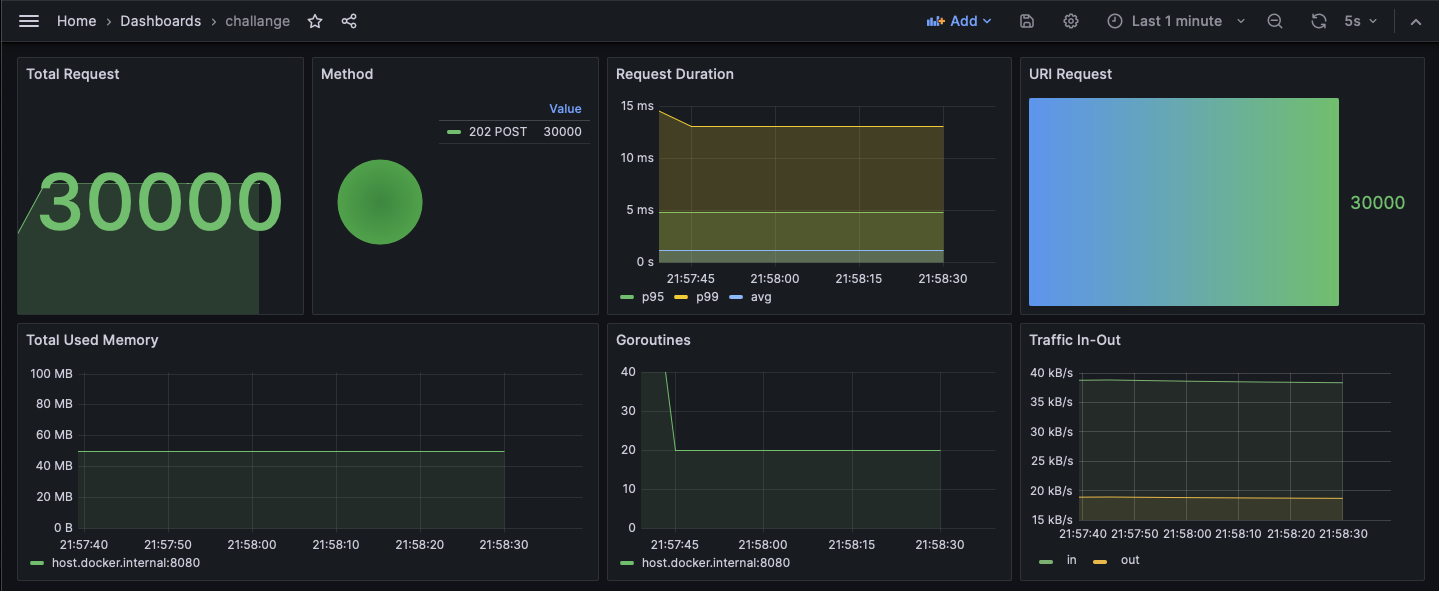 Home › Dashboards › challange
Add
Last 1 minute
5s
Total Request
30000
Method
Value
202 POST 30000
Request Duration
15 ms
10 ms
5 ms
0 s
21:57:45 21:58:00 21:58:15 21:58:30
p95 p99 avg
URI Request
30000
Total Used Memory
100 MB
80 MB
60 MB
40 MB
20 MB
0 B
21:57:40 21:57:50 21:58:00 21:58:10 21:58:20 21:58:30
host.docker.internal:8080
Goroutines
40
30
20
10
0
21:57:45 21:58:00 21:58:15 21:58:30
host.docker.internal:8080
Traffic In-Out
40 kB/s
35 kB/s
30 kB/s
25 kB/s
20 kB/s
15 kB/s
21:57:40 21:57:50 21:58:00 21:58:10 21:58:20 21:58:30
in out